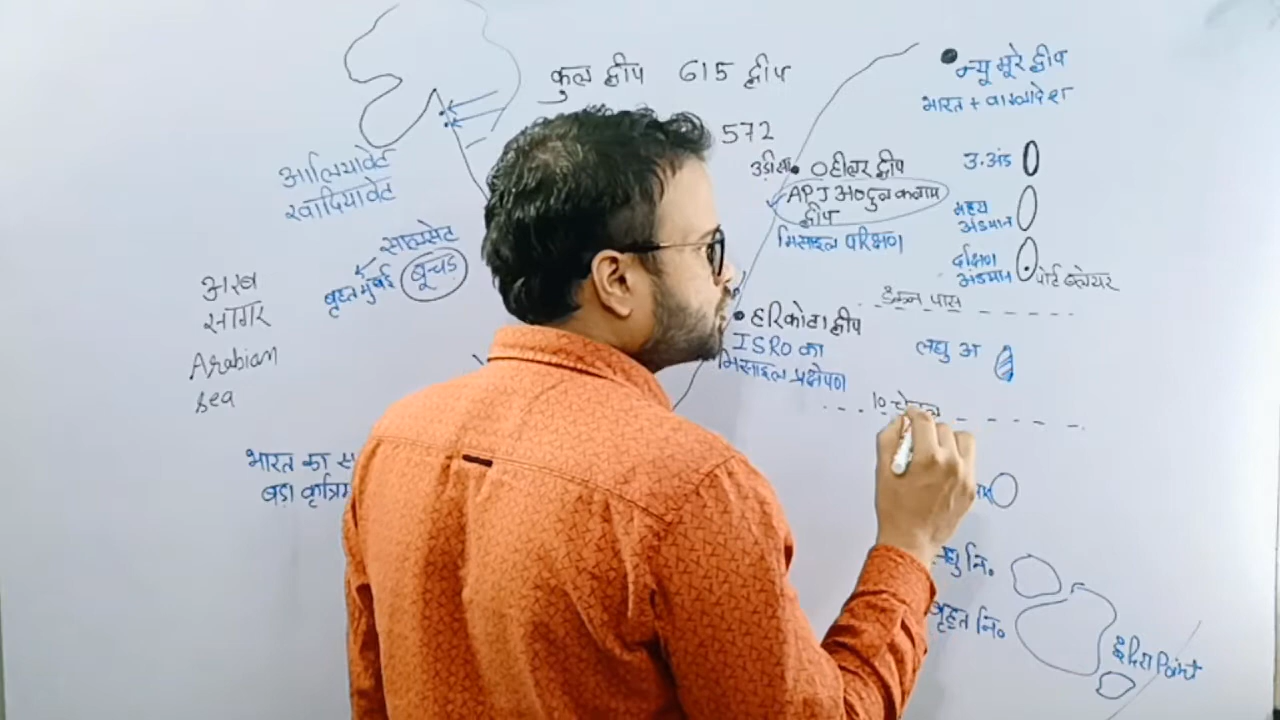 कुल द्वीप 615 द्वीप
572
आलियाबेट
खादियाबेट
साल्सेट
बृहत मुंबई
बूचड़
अरब
सागर
Arabian
Sea
भारत का
बड़ा कृत्रिम
न्यू मूरे द्वीप
भारत + बांग्लादेश
उड़ीसा
व्हीलर द्वीप
APJ अब्दुल कलाम
द्वीप
मिसाइल परिक्षण
हरिकोटा द्वीप
ISRO का
मिसाइल प्रक्षेपण
उ. अंड
मध्य
अंडमान
दक्षिण
अंडमान
पोर्ट ब्लेयर
डंकन पास
लघु अ
10
लघु नि॰
बृहत नि॰
इंदिरा Point